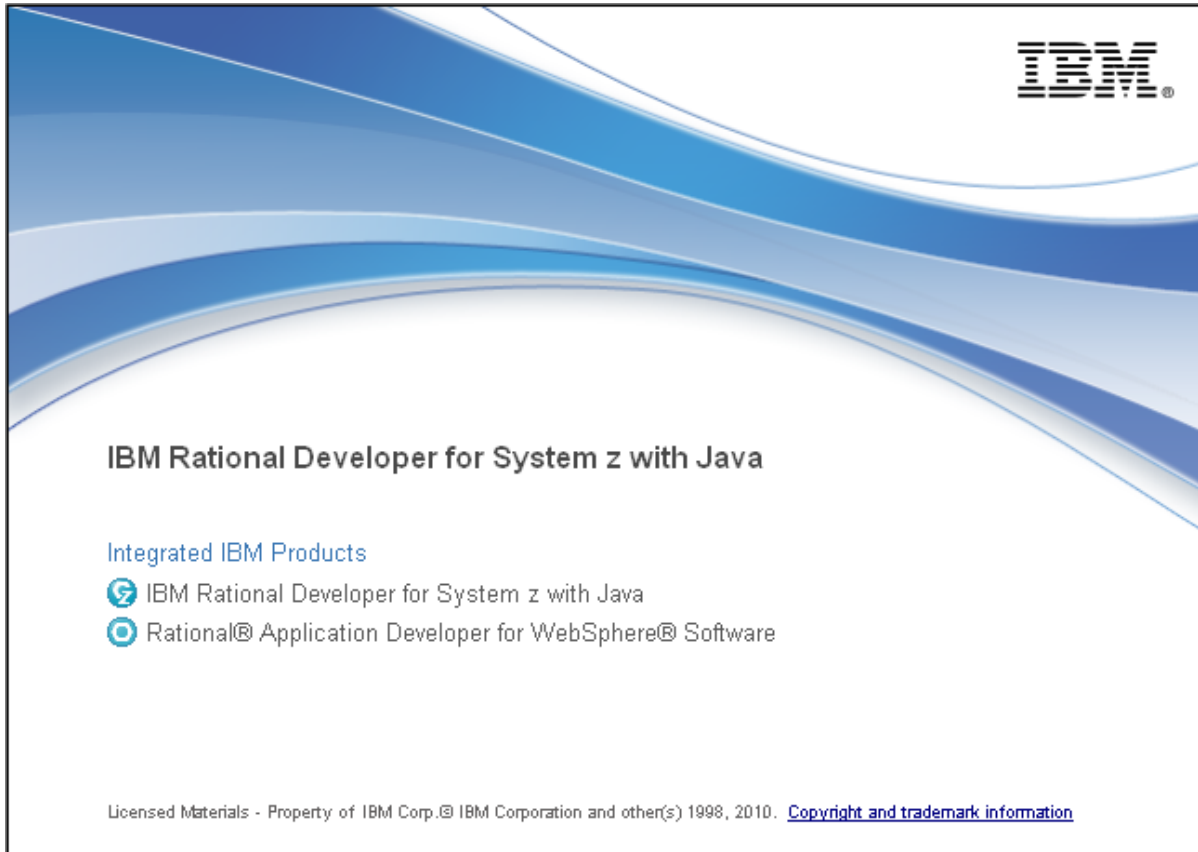 IBM®
IBM Rational Developer for System z with Java
Integrated IBM Products
IBM Rational Developer for System z with Java
Rational® Application Developer for WebSphere® Software
Licensed Materials - Property of IBM Corp.© IBM Corporation and other(s) 1998, 2010. Copyright and trademark information